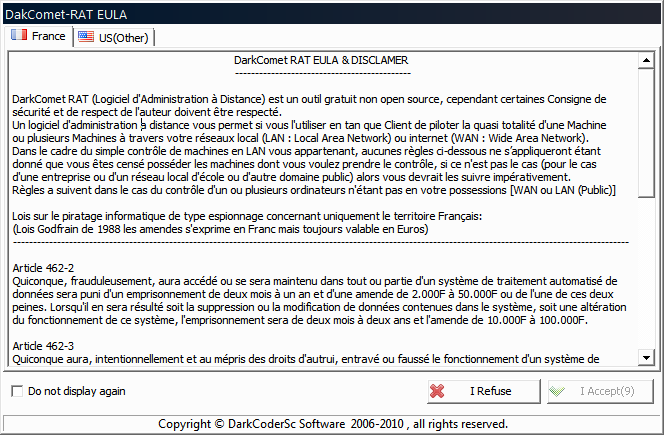 DakComet-RAT EULA
France
US(Other)
DarkComet RAT EULA & DISCLAMER
--------------------------------------------
DarkComet RAT (Logiciel d'Administration à Distance) est un outil gratuit non open source, cependant certaines Consigne de
sécurité et de respect de l'auteur doivent être respecté.
Un logiciel d'administration à distance vous permet si vous l'utiliser en tan que Client de piloter la quasi totalité d'une Machine
ou plusieurs Machines à travers votre réseaux local (LAN : Local Area Network) ou internet (WAN : Wide Area Network).
Dans le cadre du simple contrôle de machines en LAN vous appartenant, aucunes règles ci-dessous ne s'appliqueront étant
donné que vous êtes censé posséder les machines dont vous voulez prendre le contrôle, si ce n'est pas le cas (pour le cas
d'une entreprise ou d'un réseau local d'école ou d'autre domaine public) alors vous devrait les suivre impérativement.
Règles a suivent dans le cas du contrôle d'un ou plusieurs ordinateurs n'étant pas en votre possessions [WAN ou LAN (Public)]
Lois sur le piratage informatique de type espionnage concernant uniquement le territoire Français:
(Lois Godfrain de 1988 les amendes s'exprime en Franc mais toujours valable en Euros)
----------------------------------------------------------------------------------------------------------------------------------------------------------
Article 462-2
Quiconque, frauduleusement, aura accédé ou se sera maintenu dans tout ou partie d'un système de traitement automatisé de
données sera puni d'un emprisonnement de deux mois à un an et d'une amende de 2.000F à 50.000F ou de l'une de ces deux
peines. Lorsqu'il en sera résulté soit la suppression ou la modification de données contenues dans le système, soit une altération
du fonctionnement de ce système, l'emprisonnement sera de deux mois à deux ans et l'amende de 10.000F à 100.000F.
Article 462-3
Quiconque aura, intentionnellement et au mépris des droits d'autrui, entravé ou faussé le fonctionnement d'un système de
Do not display again
I Refuse
I Accept(9)
Copyright © DarkCoderSc Software 2006-2010 , all rights reserved.